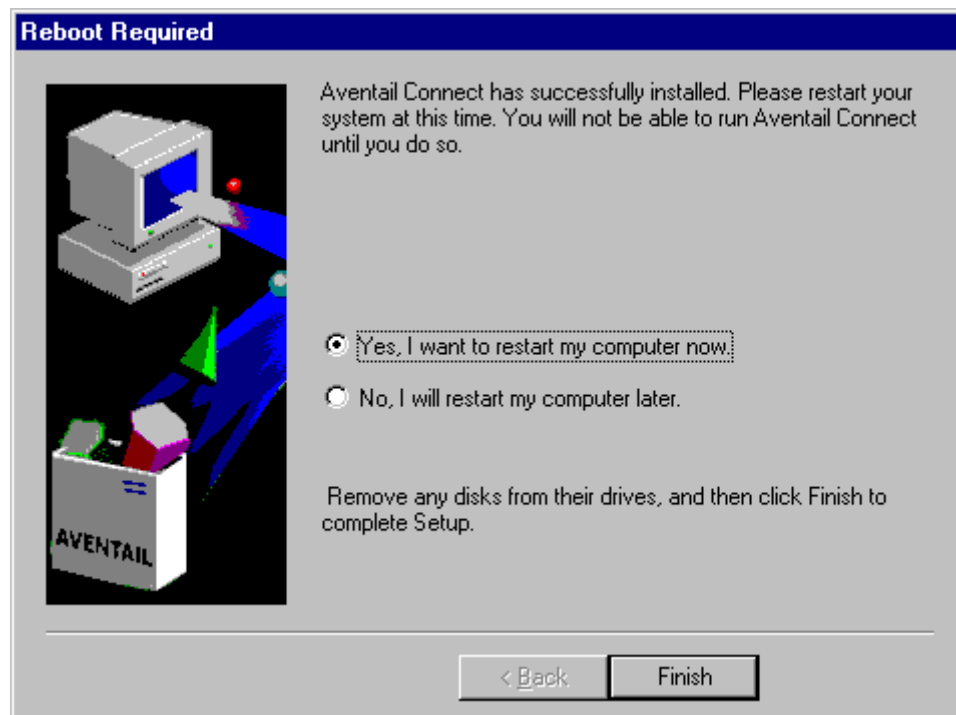 Reboot Required
Aventail Connect has successfully installed. Please restart your
system at this time. You will not be able to run Aventail Connect
until you do so.
Yes, I want to restart my computer now.
No, I will restart my computer later.
Remove any disks from their drives, and then click Finish to
complete Setup.
AVENTAIL
< Back
Finish